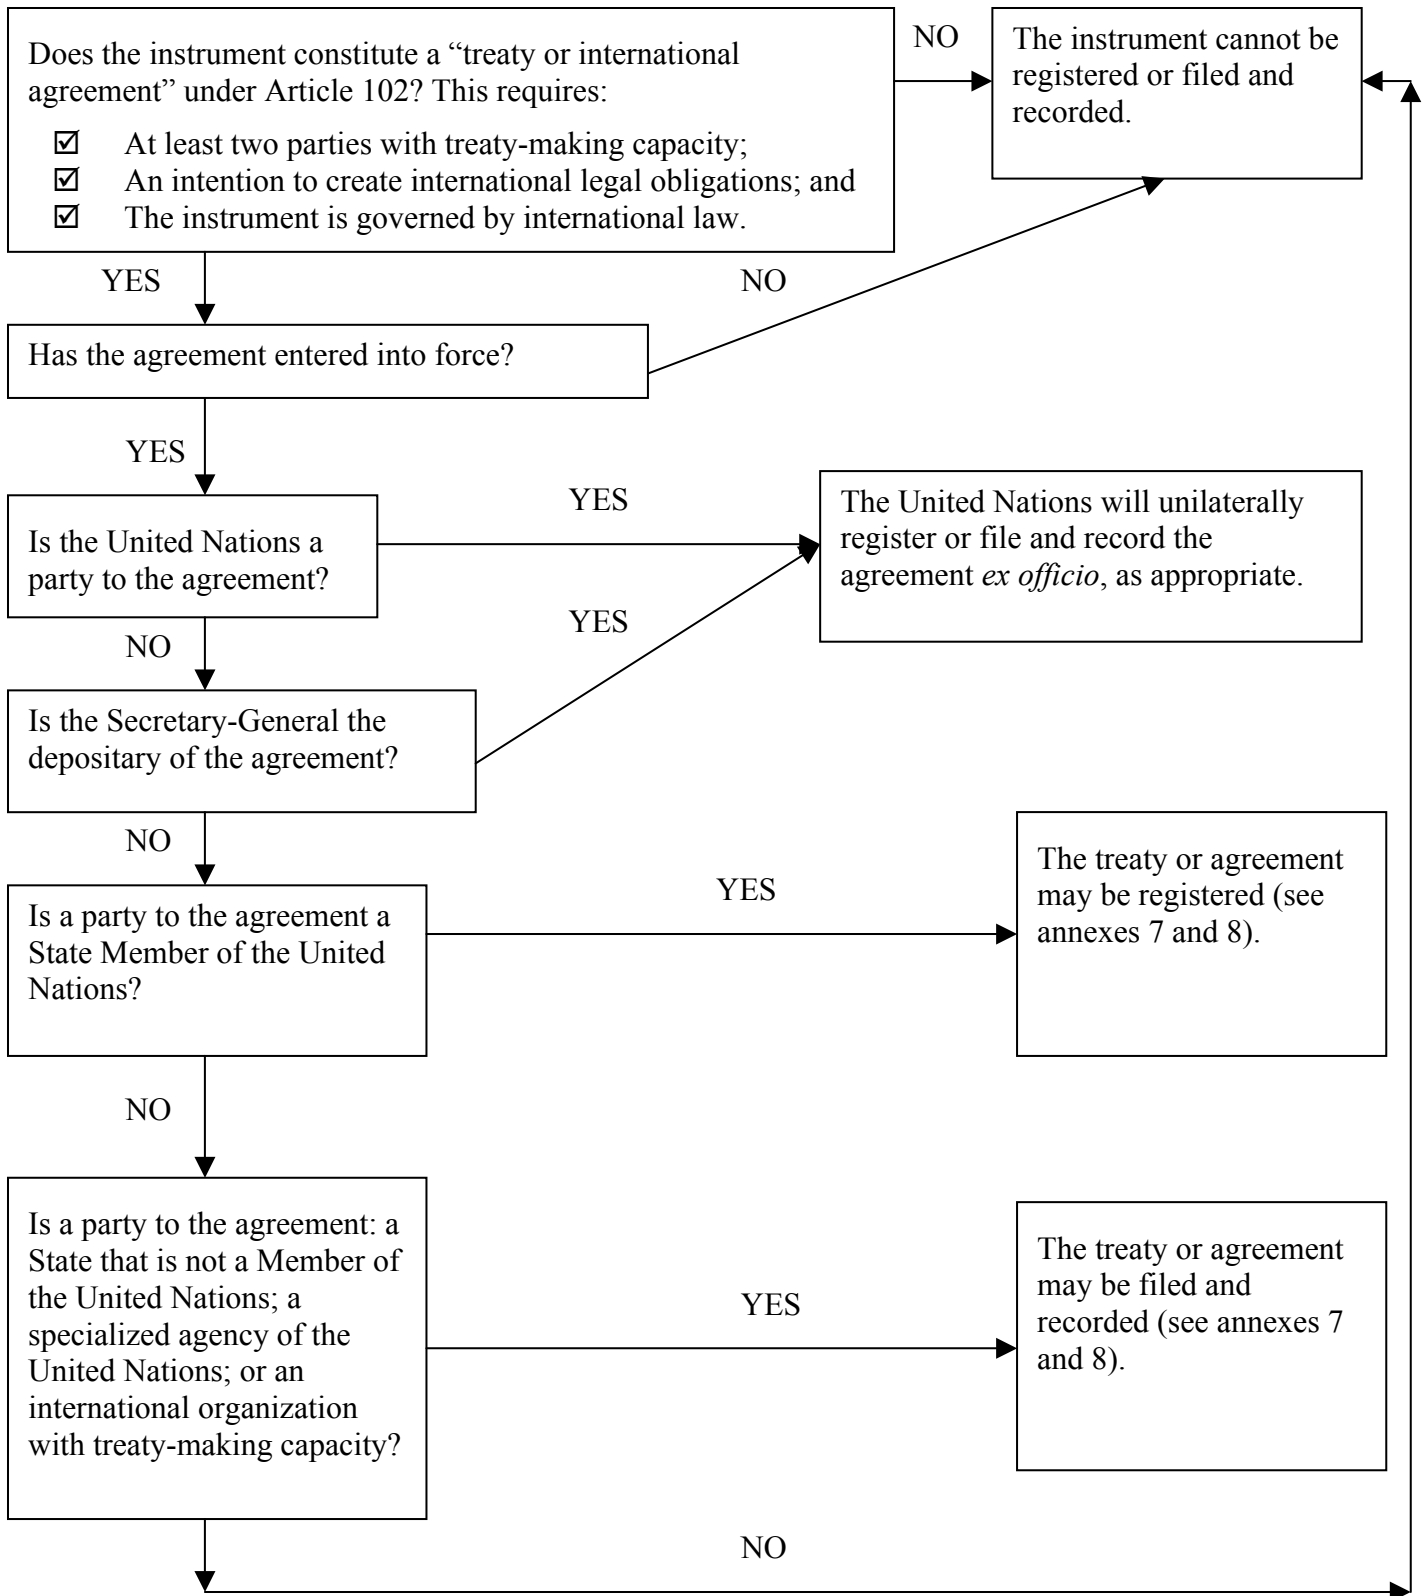 Does the instrument constitute a “treaty or international
agreement” under Article 102? This requires:
☑ At least two parties with treaty-making capacity;
☑ An intention to create international legal obligations; and
☑ The instrument is governed by international law.
NO
The instrument cannot be
registered or filed and
recorded.
YES
NO
Has the agreement entered into force?
YES
Is the United Nations a
party to the agreement?
YES
The United Nations will unilaterally
register or file and record the
agreement ex officio, as appropriate.
YES
NO
Is the Secretary-General the
depositary of the agreement?
NO
Is a party to the agreement a
State Member of the United
Nations?
YES
The treaty or agreement
may be registered (see
annexes 7 and 8).
NO
Is a party to the agreement: a
State that is not a Member of
the United Nations; a
specialized agency of the
United Nations; or an
international organization
with treaty-making capacity?
YES
The treaty or agreement
may be filed and
recorded (see annexes 7
and 8).
NO